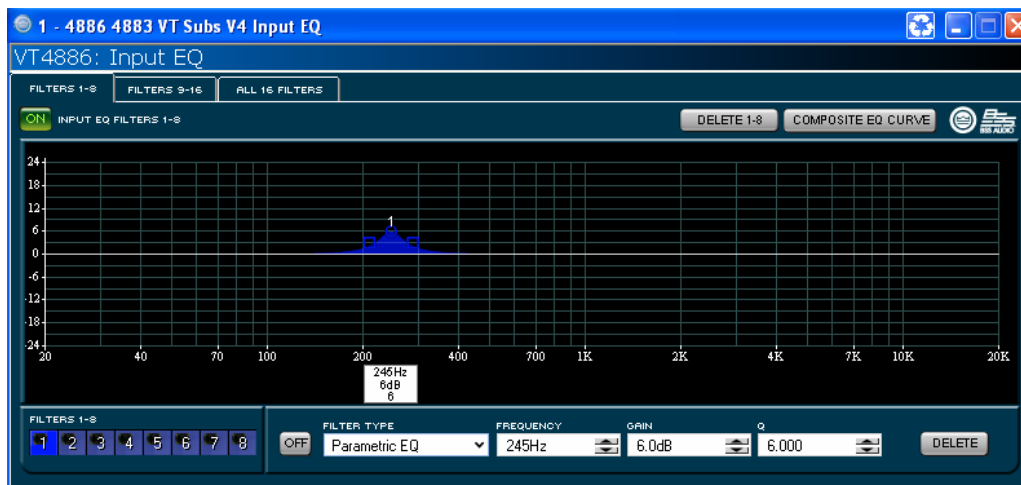 1 - 4886 4883 VT Subs V4 Input EQ
VT4886: Input EQ
FILTERS 1-8 FILTERS 9-16 ALL 16 FILTERS
ON INPUT EQ FILTERS 1-8 DELETE 1-8 COMPOSITE EQ CURVE BSS AUDIO
24
18
12
1
6
0
-6
-12
-18
-24
20 40 70 100 200 400 700 1K 2K 4K 7K 10K 20K
245Hz
6dB
6
FILTERS 1-8
FILTER TYPE FREQUENCY GAIN Q
1 2 3 4 5 6 7 8 OFF Parametric EQ 245Hz 6.0dB 6.000 DELETE